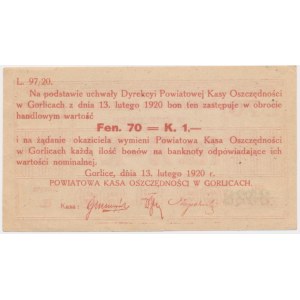 L. 97/20.
Na podstawie uchwały Dyrekcyi Powiatowej Kasy Oszczędności
w Gorlicach z dnia 13. lutego 1920 bon ten zastępuje w obrocie
handlowym wartość
Fen. 70 = K. 1.—
i na żądanie okaziciela wymieni Powiatowa Kasa Oszczędności
w Gorlicach każdą ilość bonów na banknoty odpowiadające ich
wartości nominalnej.
Gorlice, dnia 13. lutego 1920 r.
POWIATOWA KASA OSZCZĘDNOŚCI W GORLICACH.